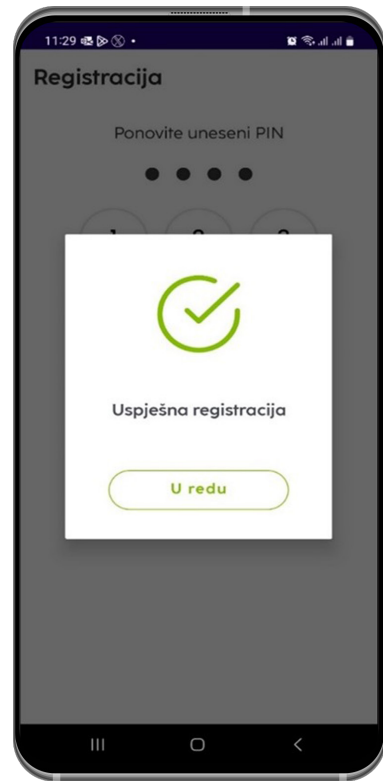 11:29
Registracija
Ponovite uneseni PIN
Uspješna registracija
U redu